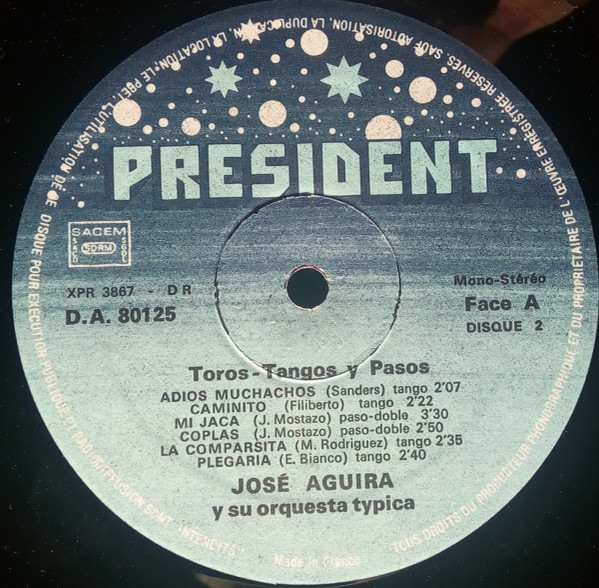 PRESIDENT
SACEM
SACD
SDRM
SGDL
XPR 3867 - D R
D.A. 80125
Mono-Stéréo
Face A
DISQUE 2
Toros-Tangos y Pasos
ADIOS MUCHACHOS (Sanders) tango 2'07
CAMINITO (Filiberto) tango 2'22
MI JACA (J. Mostazo) paso-doble 3'30
COPLAS (J. Mostazo) paso-doble 2'50
LA COMPARSITA (M. Rodriguez) tango 2'35
PLEGARIA (E. Bianco) tango 2'40
JOSÉ AGUIRA
y su orquesta typica
Made in France
"TOUS DROITS DU PRODUCTEUR PHONOGRAPHIQUE ET DU PROPRIÉTAIRE DE L'ŒUVRE ENREGISTRÉE RÉSERVÉS. SAUF AUTORISATION, LA DUPLICATION, LA LOCATION, LE PRÊT, L'UTILISATION DE CE DISQUE POUR EXÉCUTION PUBLIQUE ET RADIODIFFUSION SONT INTERDITS"